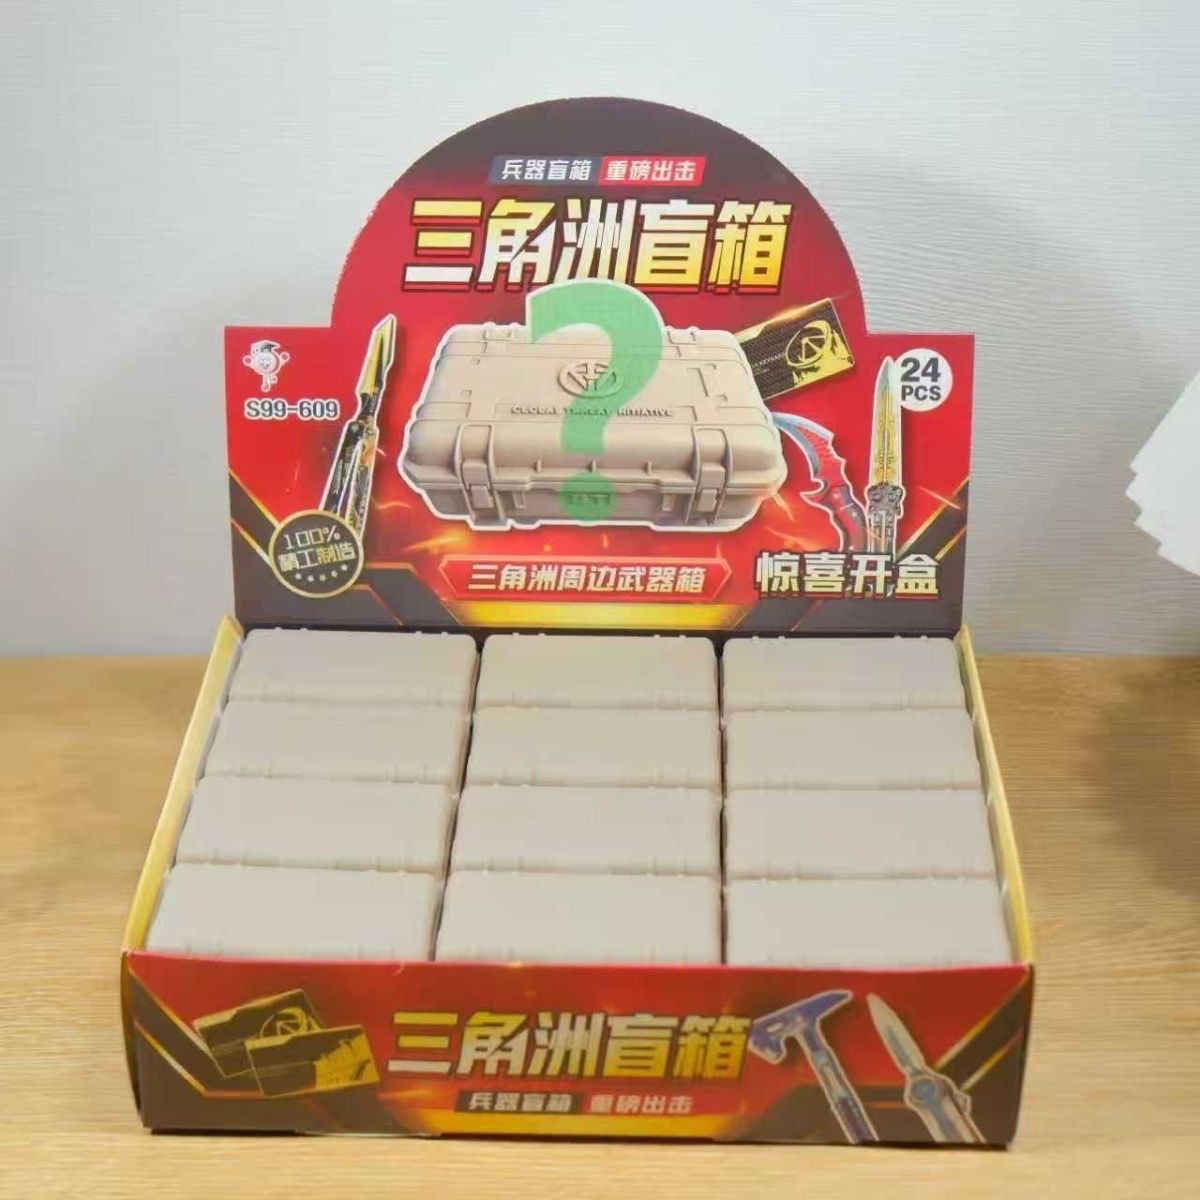 兵器盲箱 重磅出击
三角洲盲箱
S99-609
24
PCS
100%
精工制造
三角洲周边武器箱
惊喜开盒
三角洲盲箱
兵器盲箱 重磅出击